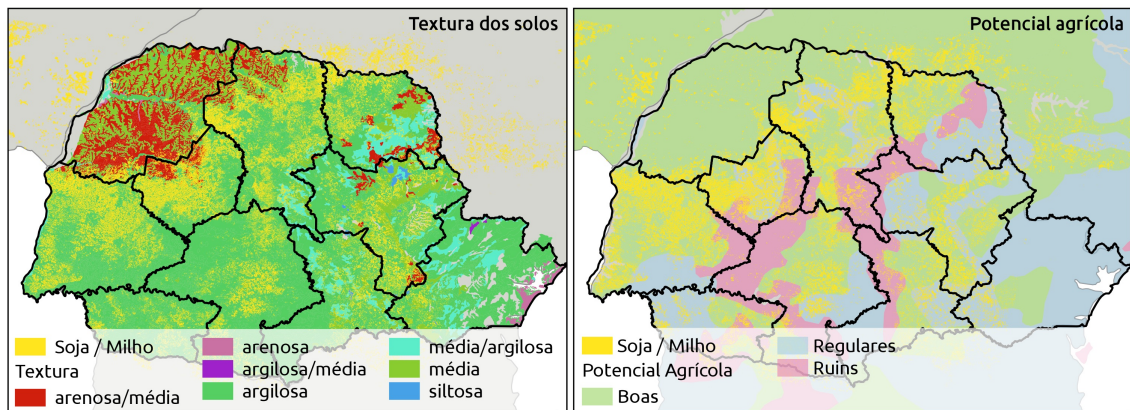 Textura dos solos
Soja / Milho
Textura
arenosa/média
arenosa
argilosa/média
argilosa
média/argilosa
média
siltosa
Potencial agrícola
Soja / Milho
Potencial Agrícola
Boas
Regulares
Ruins